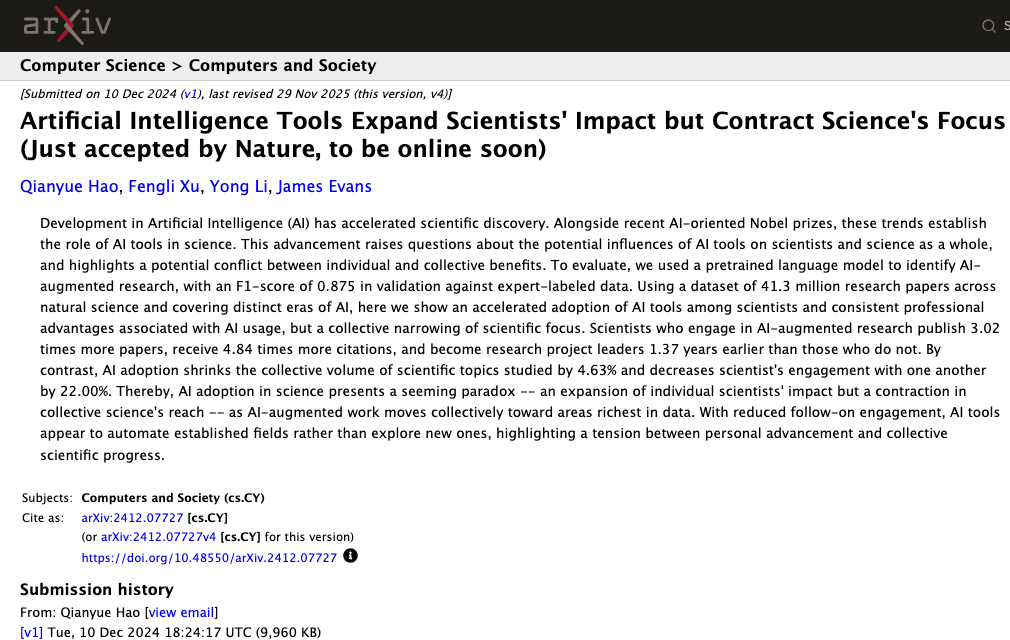 arXiv
S
Computer Science > Computers and Society
[Submitted on 10 Dec 2024 (v1), last revised 29 Nov 2025 (this version, v4)]
Artificial Intelligence Tools Expand Scientists' Impact but Contract Science's Focus
(Just accepted by Nature, to be online soon)
Qianyue Hao, Fengli Xu, Yong Li, James Evans
Development in Artificial Intelligence (AI) has accelerated scientific discovery. Alongside recent AI-oriented Nobel prizes, these trends establish
the role of AI tools in science. This advancement raises questions about the potential influences of AI tools on scientists and science as a whole,
and highlights a potential conflict between individual and collective benefits. To evaluate, we used a pretrained language model to identify AI-
augmented research, with an F1-score of 0.875 in validation against expert-labeled data. Using a dataset of 41.3 million research papers across
natural science and covering distinct eras of AI, here we show an accelerated adoption of AI tools among scientists and consistent professional
advantages associated with AI usage, but a collective narrowing of scientific focus. Scientists who engage in AI-augmented research publish 3.02
times more papers, receive 4.84 times more citations, and become research project leaders 1.37 years earlier than those who do not. By
contrast, AI adoption shrinks the collective volume of scientific topics studied by 4.63% and decreases scientist's engagement with one another
by 22.00%. Thereby, AI adoption in science presents a seeming paradox -- an expansion of individual scientists' impact but a contraction in
collective science's reach -- as AI-augmented work moves collectively toward areas richest in data. With reduced follow-on engagement, AI tools
appear to automate established fields rather than explore new ones, highlighting a tension between personal advancement and collective
scientific progress.
Subjects: Computers and Society (cs.CY)
Cite as: arXiv:2412.07727 [cs.CY]
(or arXiv:2412.07727v4 [cs.CY] for this version)
https://doi.org/10.48550/arXiv.2412.07727
Submission history
From: Qianyue Hao [view email]
[v1] Tue, 10 Dec 2024 18:24:17 UTC (9,960 KB)